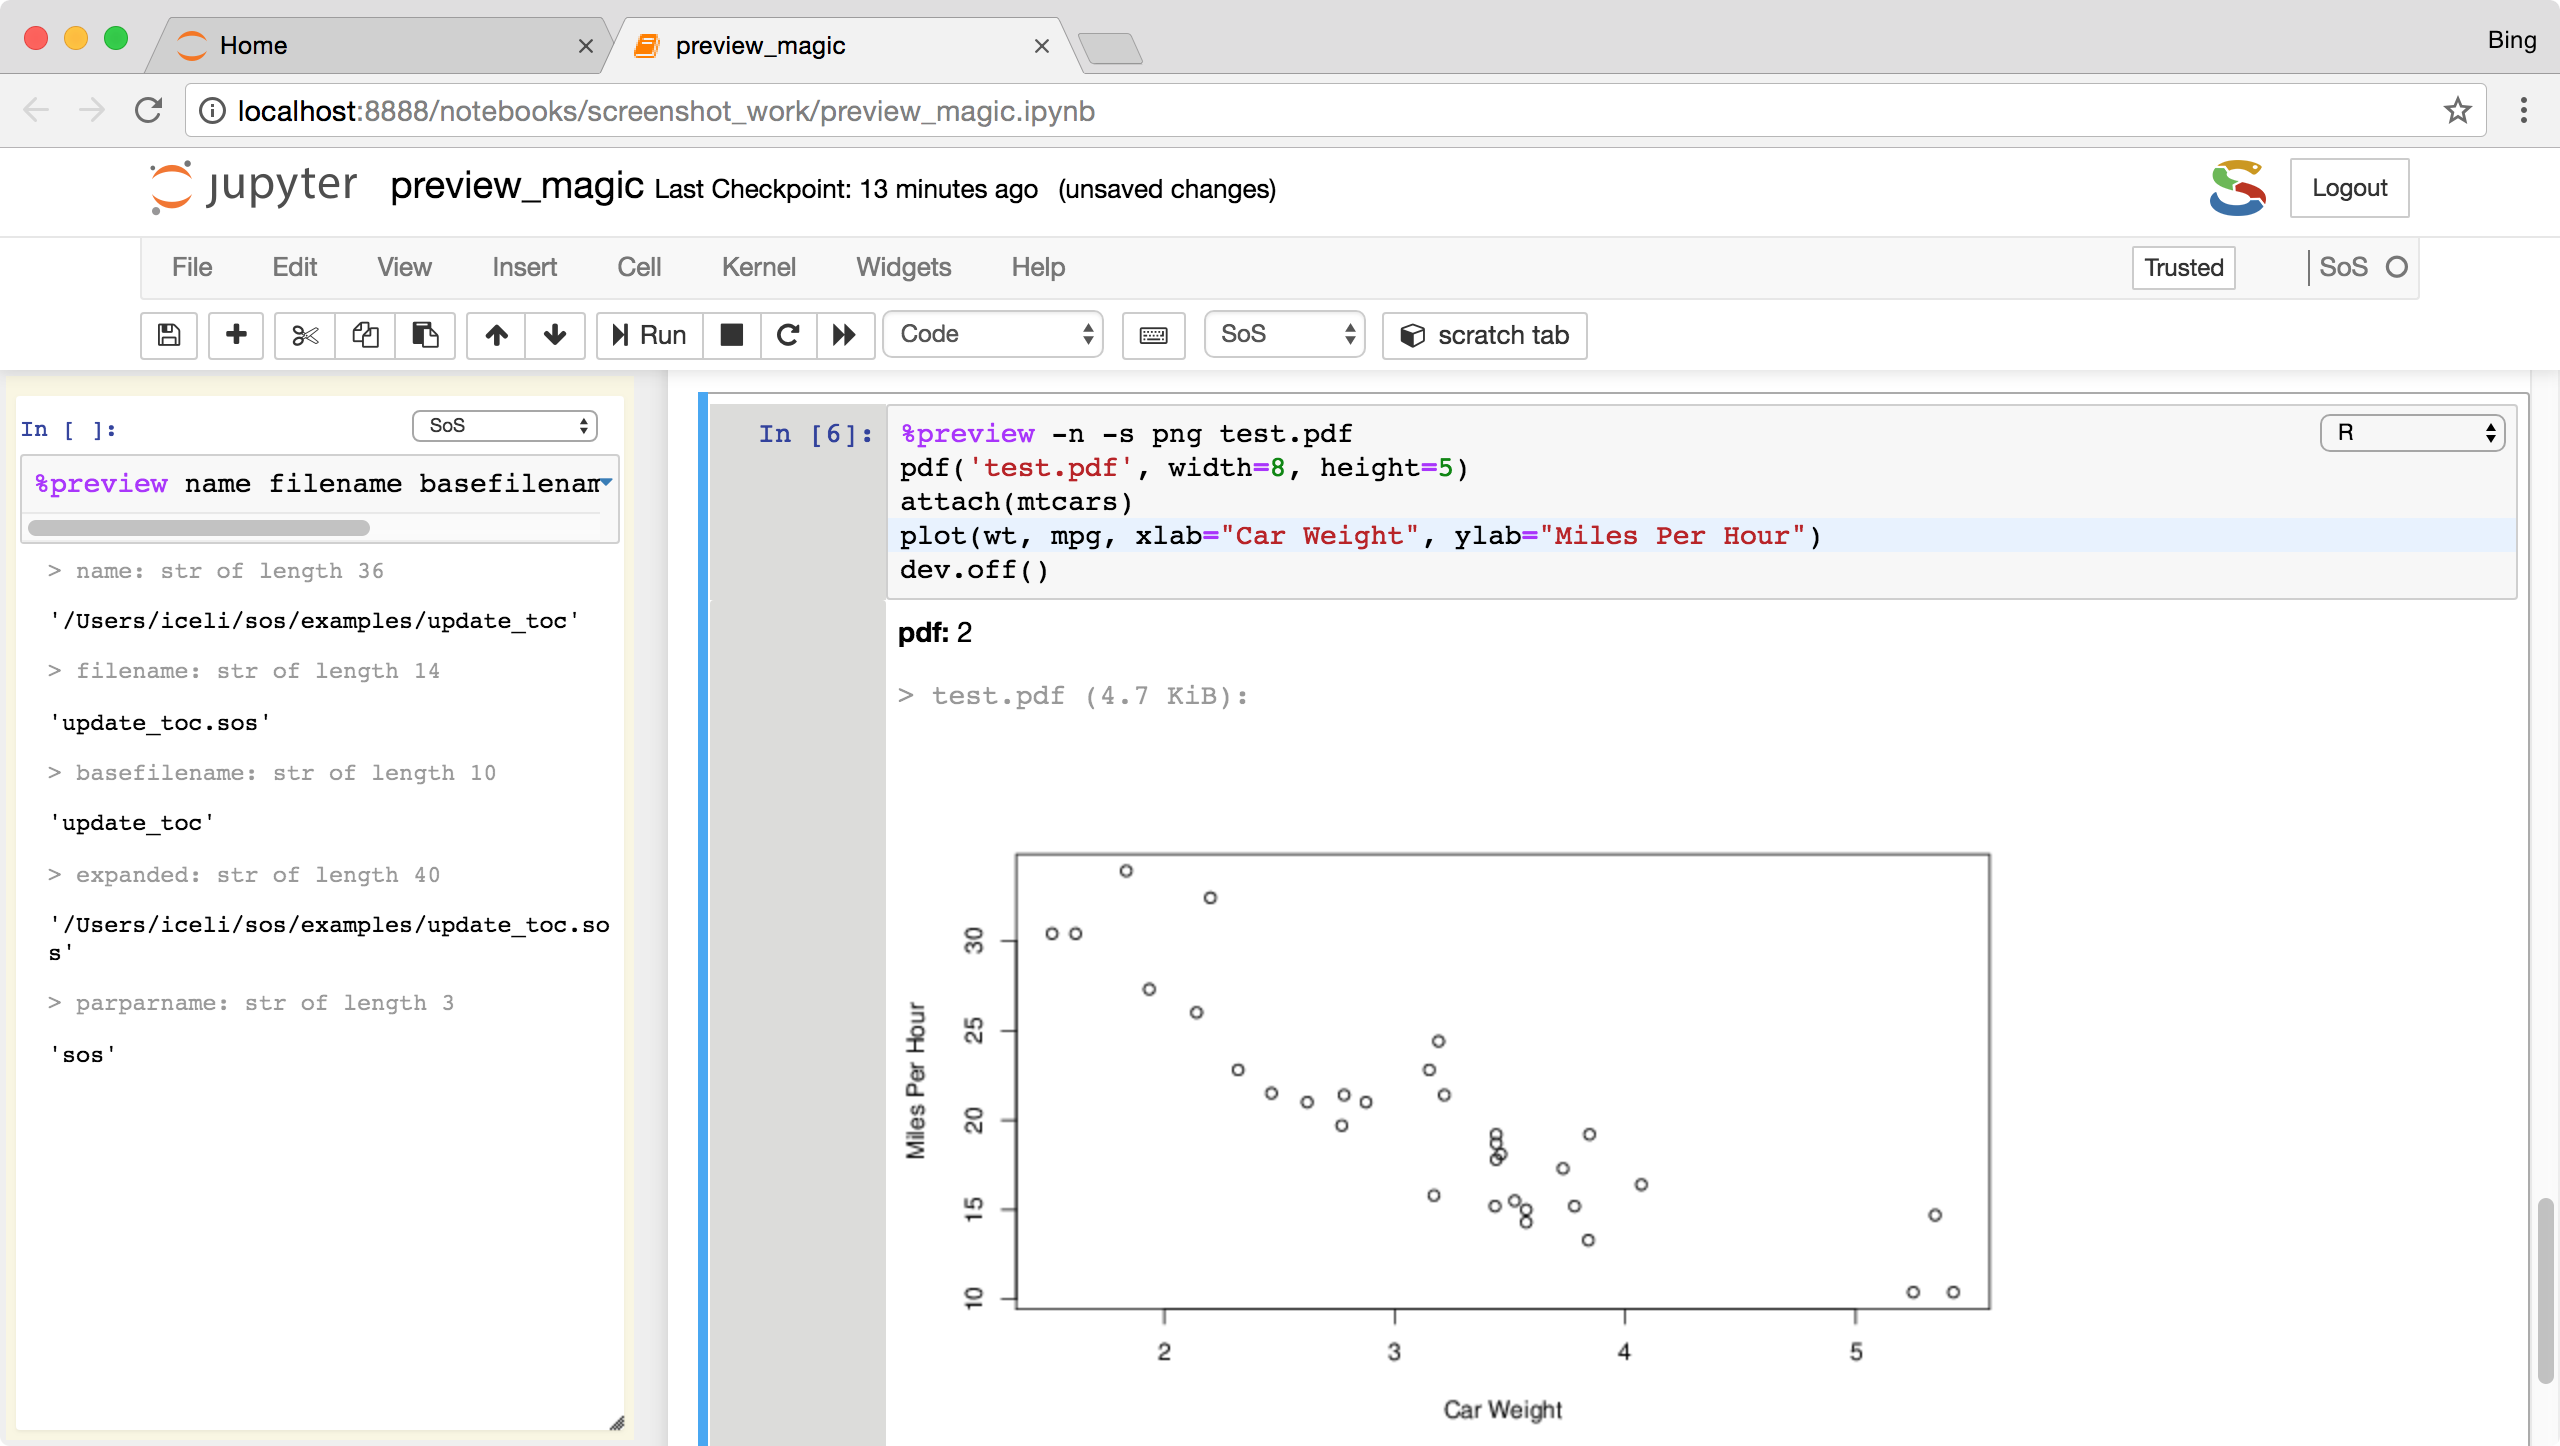 Home
preview_magic
Bing
localhost:8888/notebooks/screenshot_work/preview_magic.ipynb
jupyter preview_magic Last Checkpoint: 13 minutes ago (unsaved changes)
Logout
File Edit View Insert Cell Kernel Widgets Help
Trusted
SoS
Run
Code
SoS
scratch tab
In [ ]:
SoS
%preview name filename basefilenam
> name: str of length 36
'/Users/iceli/sos/examples/update_toc'
> filename: str of length 14
'update_toc.sos'
> basefilename: str of length 10
'update_toc'
> expanded: str of length 40
'/Users/iceli/sos/examples/update_toc.so
s'
> parparname: str of length 3
'sos'
In [6]:
R
%preview -n -s png test.pdf
pdf('test.pdf', width=8, height=5)
attach(mtcars)
plot(wt, mpg, xlab="Car Weight", ylab="Miles Per Hour")
dev.off()
pdf: 2
> test.pdf (4.7 KiB):
Miles Per Hour
30
25
20
15
10
2 3 4 5
Car Weight